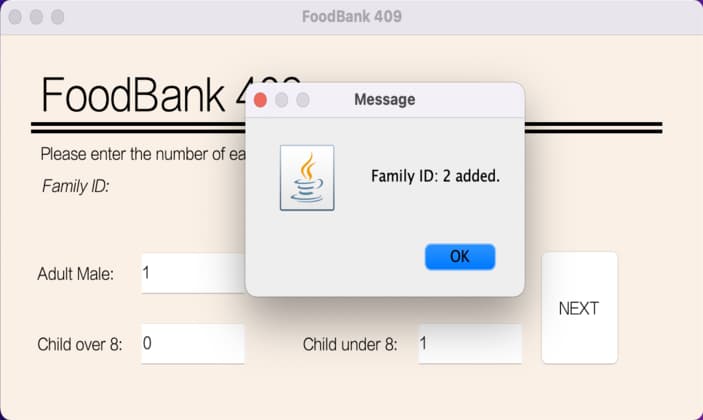 FoodBank 409
FoodBank 409
Message
Please enter the number of ea
Family ID: 2 added.
Family ID:
OK
Adult Male: 1
NEXT
Child over 8: 0 Child under 8: 1